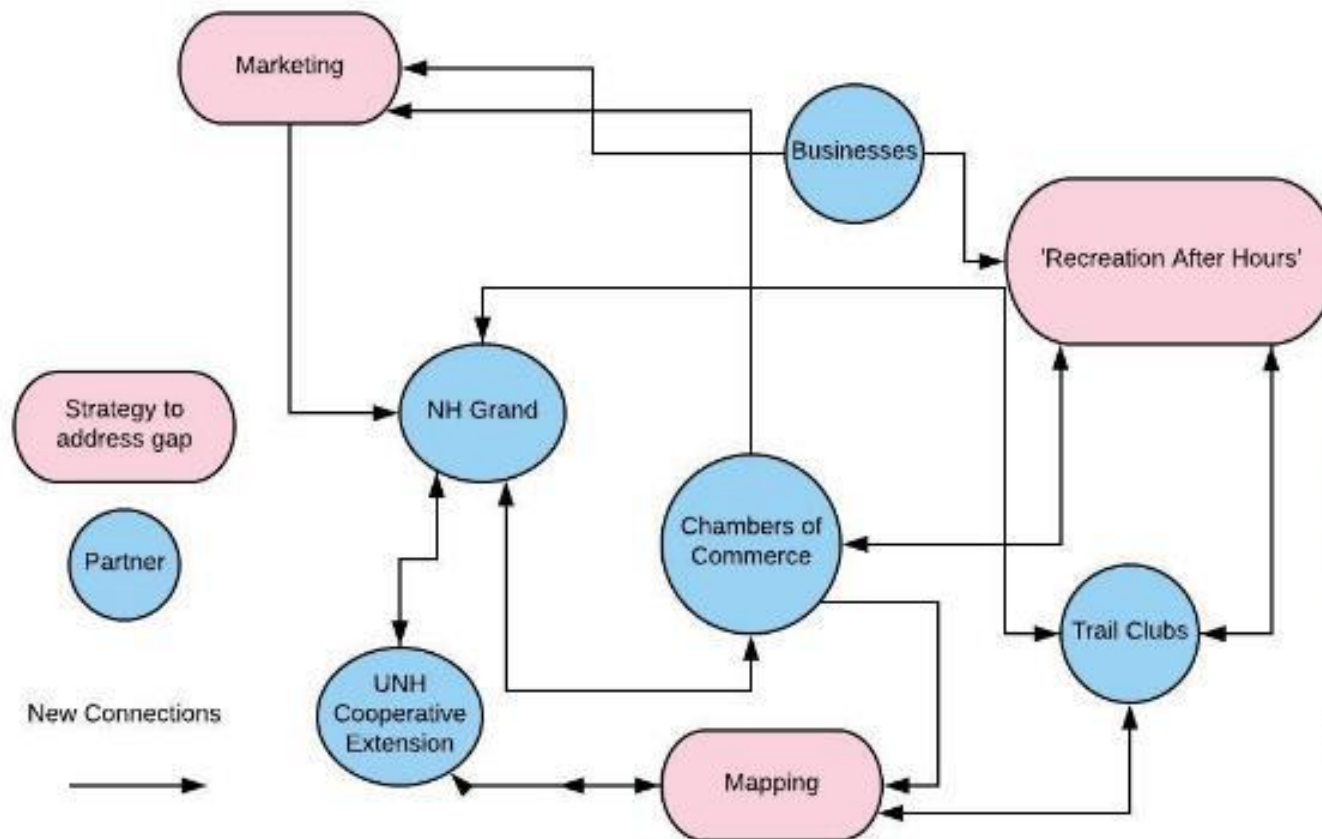 Marketing
Businesses
'Recreation After Hours'
NH Grand
Strategy to
address gap
Chambers of
Commerce
Partner
Trail Clubs
UNH
Cooperative
Extension
New Connections
Mapping